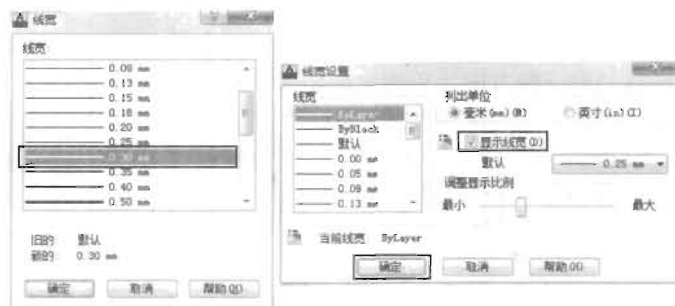 线宽
线宽
0.09 mm
0.13 mm
0.15 mm
0.18 mm
0.20 mm
0.25 mm
0.30 mm
0.35 mm
0.40 mm
0.50 mm
旧的: 默认
新的: 0.30 mm
确定 取消 帮助(H)
线宽设置
线宽
ByLayer
ByBlock
默认
0.00 mm
0.05 mm
0.09 mm
0.13 mm
列出单位
毫米(mm)(M) 英寸(in)(I)
显示线宽(D)
默认 0.25 mm
调整显示比例
最小 最大
当前线宽: ByLayer
确定 取消 帮助(H)